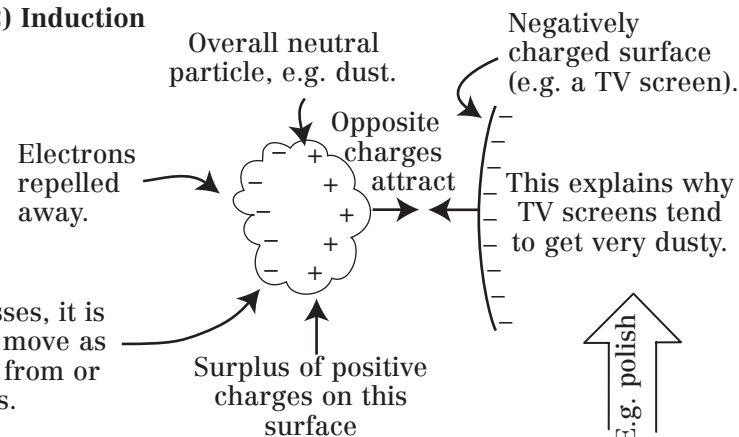 Induction
Overall neutral
particle, e.g. dust.
Negatively
charged surface
(e.g. a TV screen).
Electrons
repelled
away.
Opposite
charges
attract
− +
− +
− +
− +
− +
−
−
−
−
−
−
−
−
−
This explains why
TV screens tend
to get very dusty.
it is
move as
from or
Surplus of positive
charges on this
surface
E.g. polish